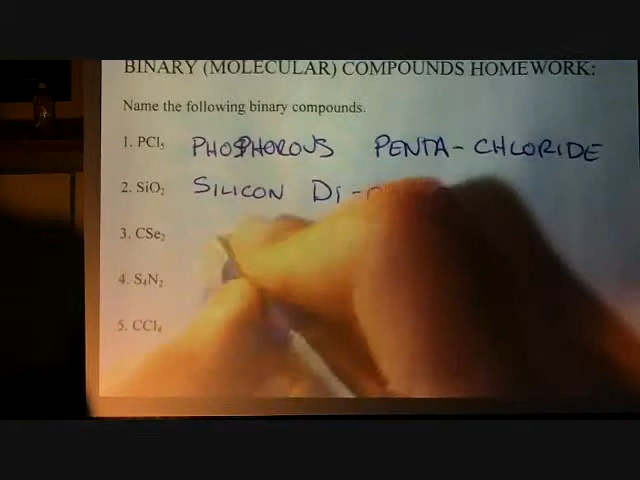 BINARY (MOLECULAR) COMPOUNDS HOMEWORK:
Name the following binary compounds.
1. PCl₅ PHOSPHOROUS PENTA-CHLORIDE
2. SiO₂ SILICON DI-
3. CSe₂
4. S₄N₂
5. CCl₄